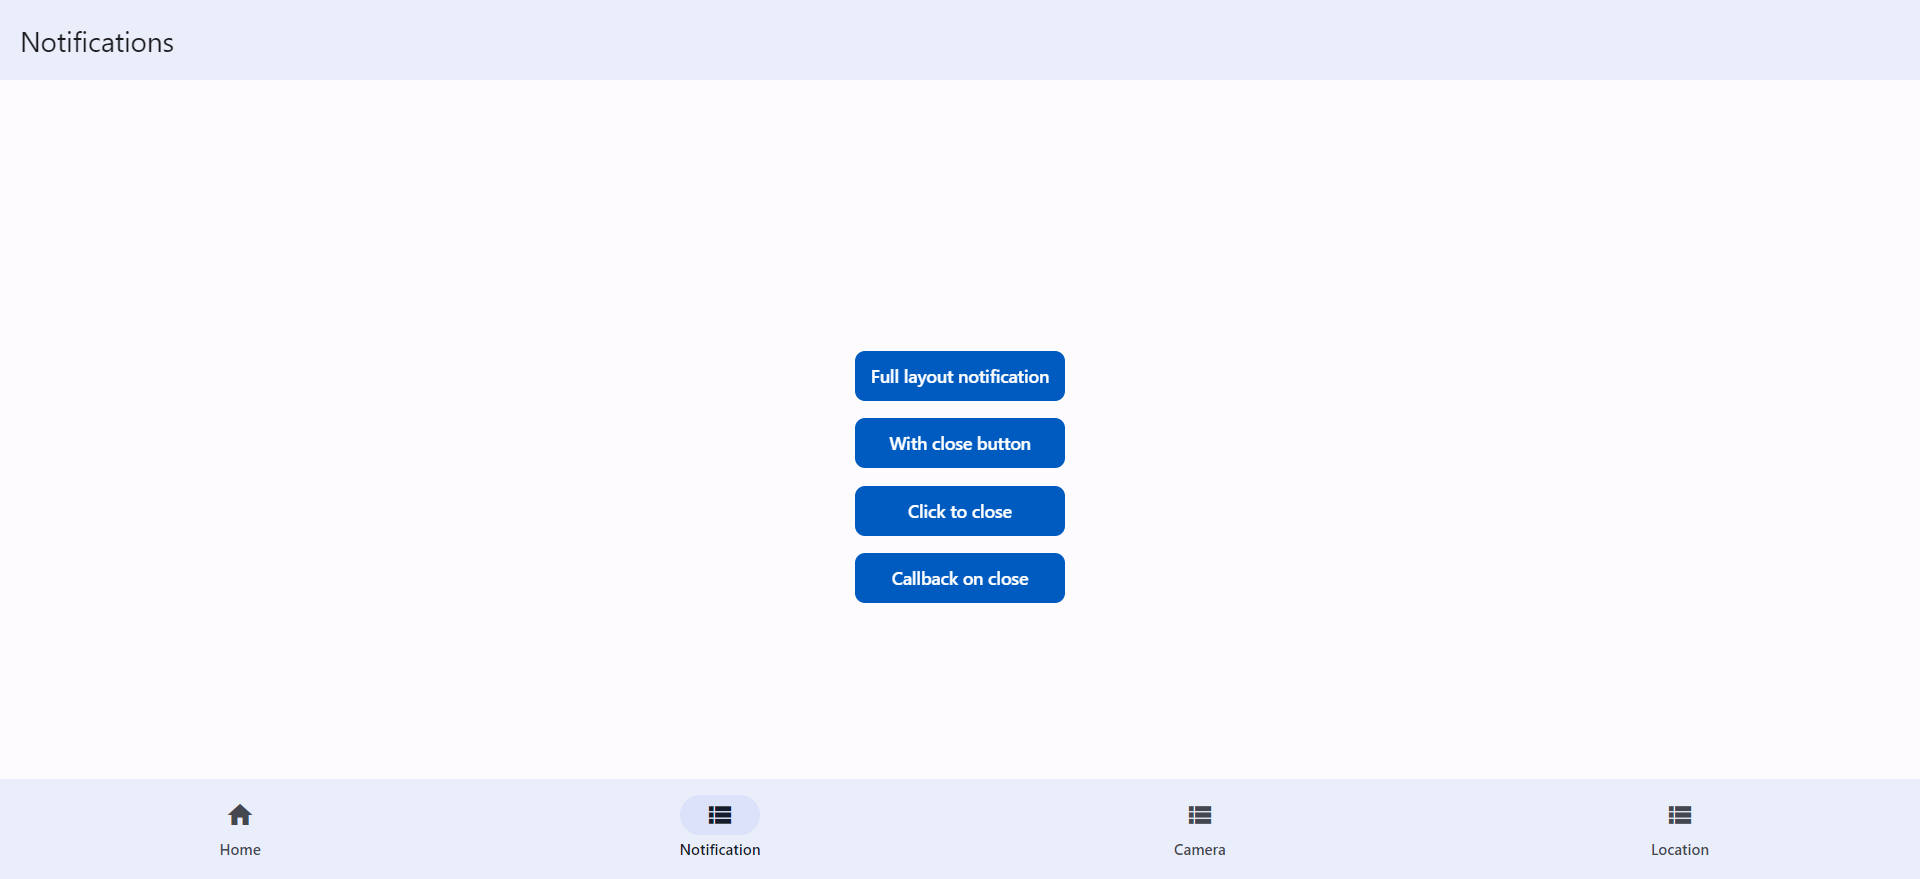 Notifications
Full layout notification
With close button
Click to close
Callback on close
Home
Notification
Camera
Location